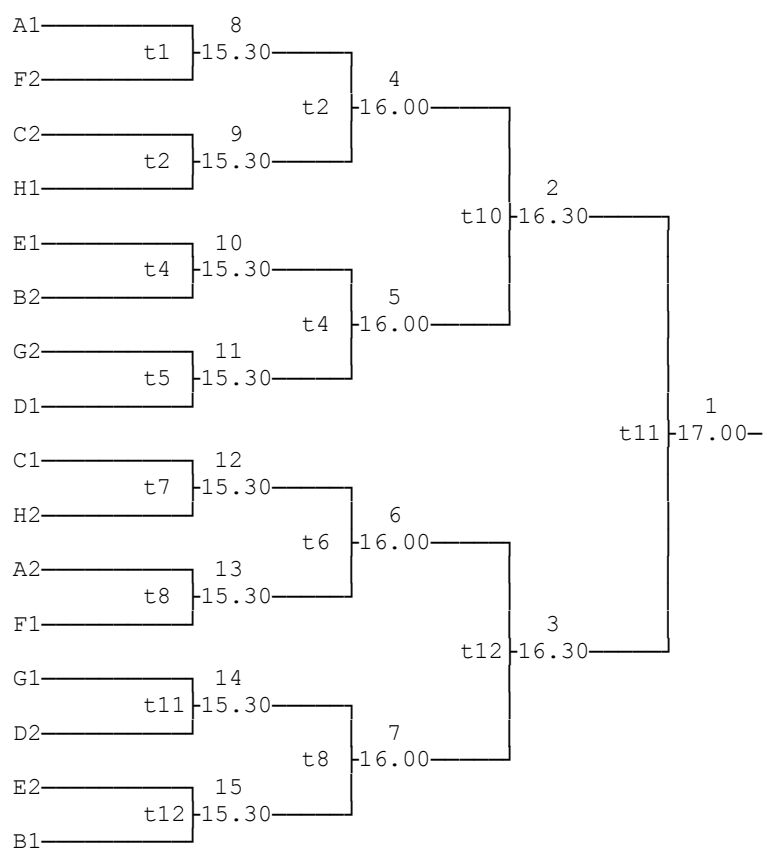 A1 8
t1 15.30
F2 4
t2 16.00
C2 9
t2 15.30
H1 2
t10 16.30
E1 10
t4 15.30
B2 5
t4 16.00
G2 11
t5 15.30
D1 1
t11 17.00
C1 12
t7 15.30
H2 6
t6 16.00
A2 13
t8 15.30
F1 3
t12 16.30
G1 14
t11 15.30
D2 7
t8 16.00
E2 15
t12 15.30
B1